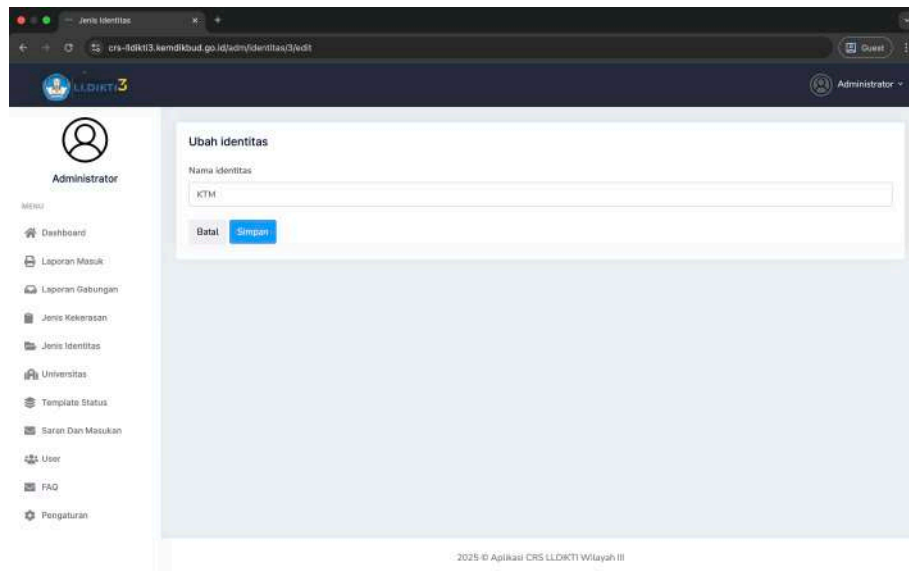 Jenis Identitas
crs-lldikti3.kemdikbud.go.id/adm/identitas/3/edit
Guest
LLDIKTI 3
Administrator
Administrator
MENU
Dashboard
Laporan Masuk
Laporan Gabungan
Jenis Kekerasan
Jenis Identitas
Universitas
Template Status
Saran Dan Masukan
User
FAQ
Pengaturan
Ubah identitas
Nama identitas
KTM
Batal
Simpan
2025 © Aplikasi CRS LLDIKTI Wilayah III